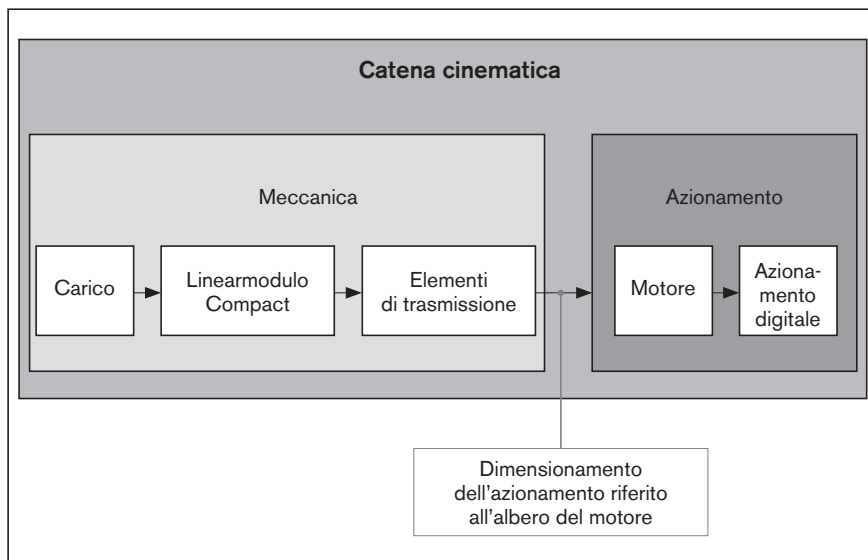 Catena cinematica
Meccanica
Azionamento
Carico
Linearmodulo
Compact
Elementi
di trasmissione
Motore
Aziona-
mento
digitale
Dimensionamento
dell'azionamento riferito
all'albero del motore